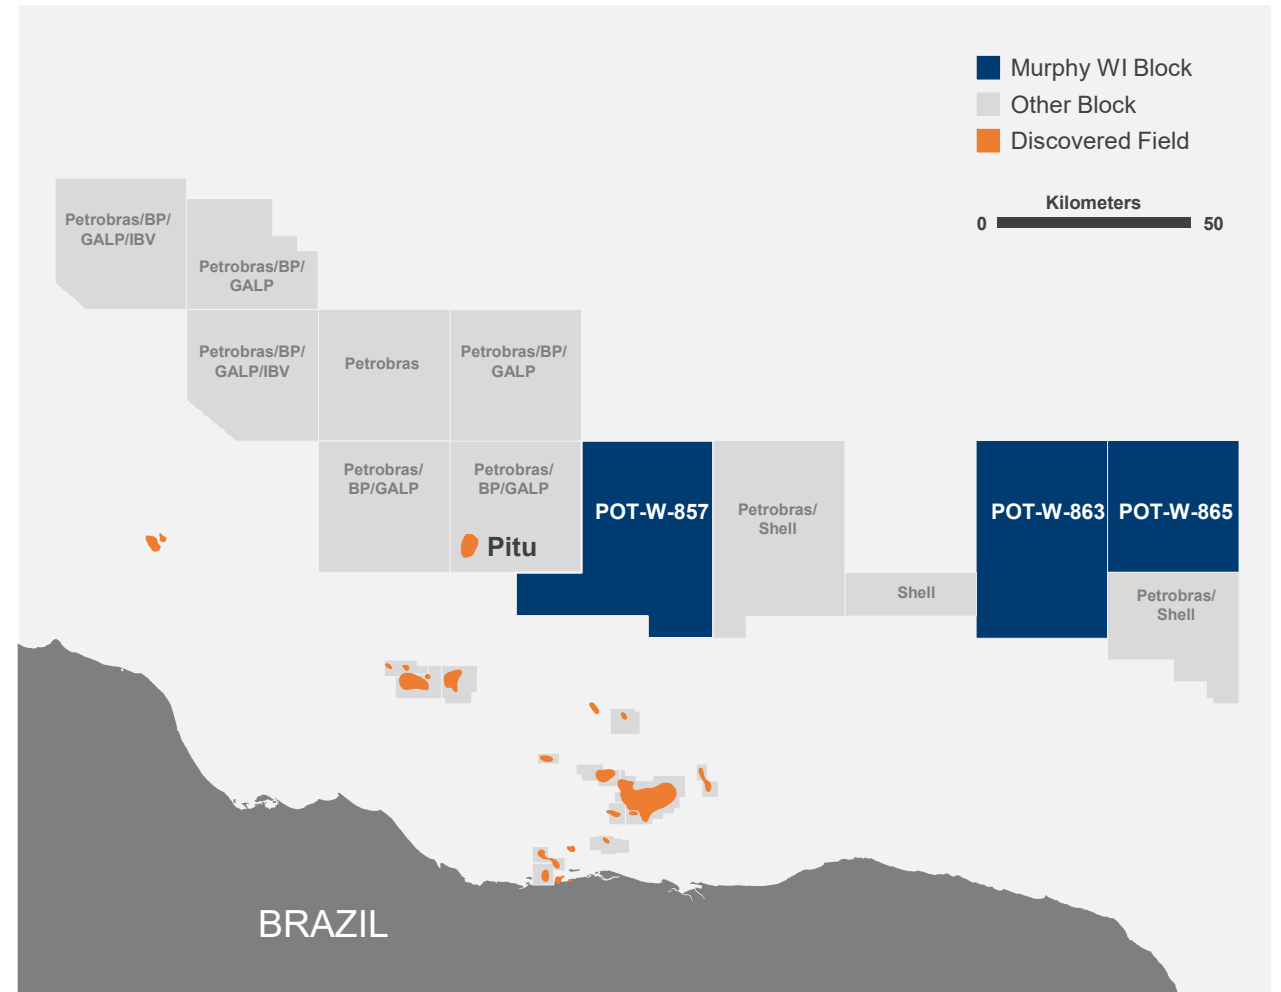 Murphy WI Block
Other Block
Discovered Field
Kilometers
0 50
Petrobras/BP/
GALP/IBV
Petrobras/BP/
GALP
Petrobras/BP/
GALP/IBV
Petrobras
Petrobras/BP/
GALP
Petrobras/
BP/GALP
Petrobras/
BP/GALP
Pitu
POT-W-857
Petrobras/
Shell
Shell
POT-W-863
POT-W-865
Petrobras/
Shell
BRAZIL